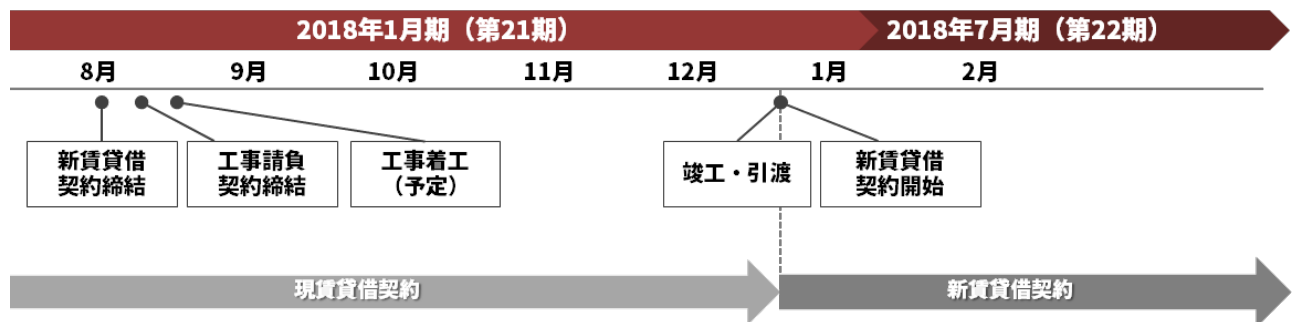 2018年1月期（第21期）
2018年7月期（第22期）
8月
9月
10月
11月
12月
1月
2月
新賃貸借
契約締結
工事請負
契約締結
工事着工
（予定）
竣工・引渡
新賃貸借
契約開始
現賃貸借契約
新賃貸借契約